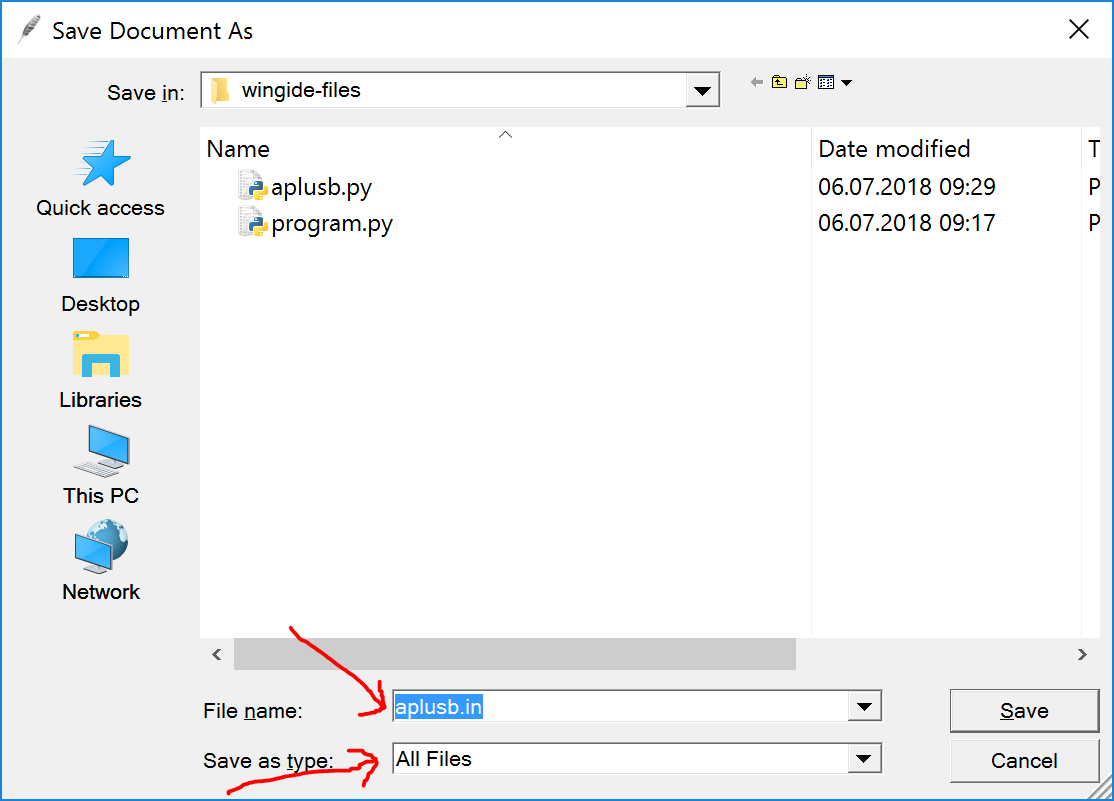 Save Document As
Save in: wingide-files
Name Date modified T
aplusb.py 06.07.2018 09:29 P
program.py 06.07.2018 09:17 P
Quick access
Desktop
Libraries
This PC
Network
File name: aplusb.in Save
Save as type: All Files Cancel